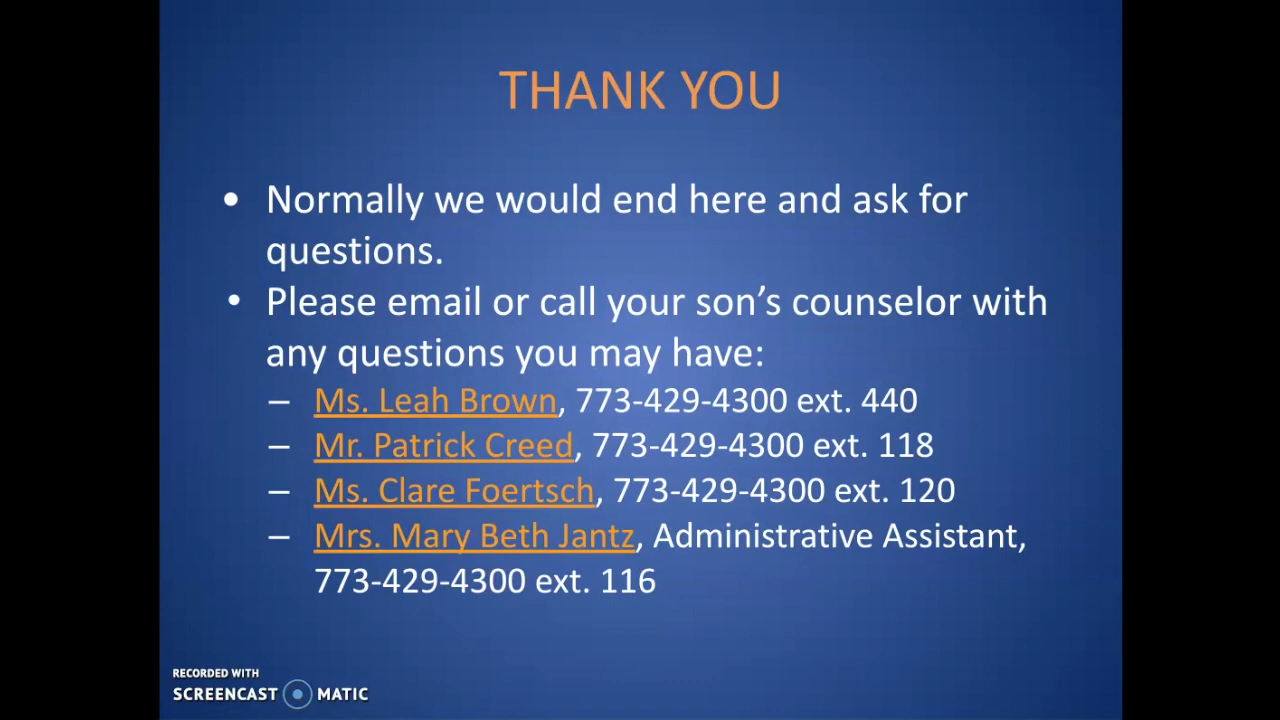 THANK YOU
• Normally we would end here and ask for
questions.
• Please email or call your son’s counselor with
any questions you may have:
– Ms. Leah Brown, 773-429-4300 ext. 440
– Mr. Patrick Creed, 773-429-4300 ext. 118
– Ms. Clare Foertsch, 773-429-4300 ext. 120
– Mrs. Mary Beth Jantz, Administrative Assistant,
773-429-4300 ext. 116
RECORDED WITH
SCREENCAST MATIC